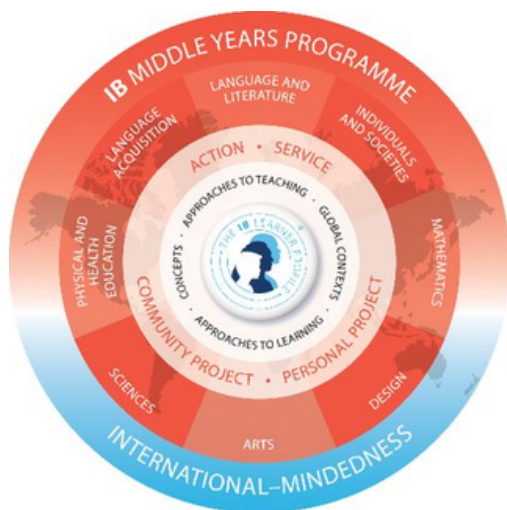 IB MIDDLE YEARS PROGRAMME
LANGUAGE AND
LITERATURE
LANGUAGE
ACQUISITION
INDIVIDUALS
AND SOCIETIES
PHYSICAL AND
HEALTH
EDUCATION
MATHEMATICS
SCIENCES
DESIGN
ARTS
ACTION • SERVICE
COMMUNITY PROJECT • PERSONAL PROJECT
APPROACHES TO TEACHING ·
GLOBAL CONTEXTS ·
APPROACHES TO LEARNING ·
CONCEPTS ·
THE IB LEARNER PROFILE
INTERNATIONAL–MINDEDNESS